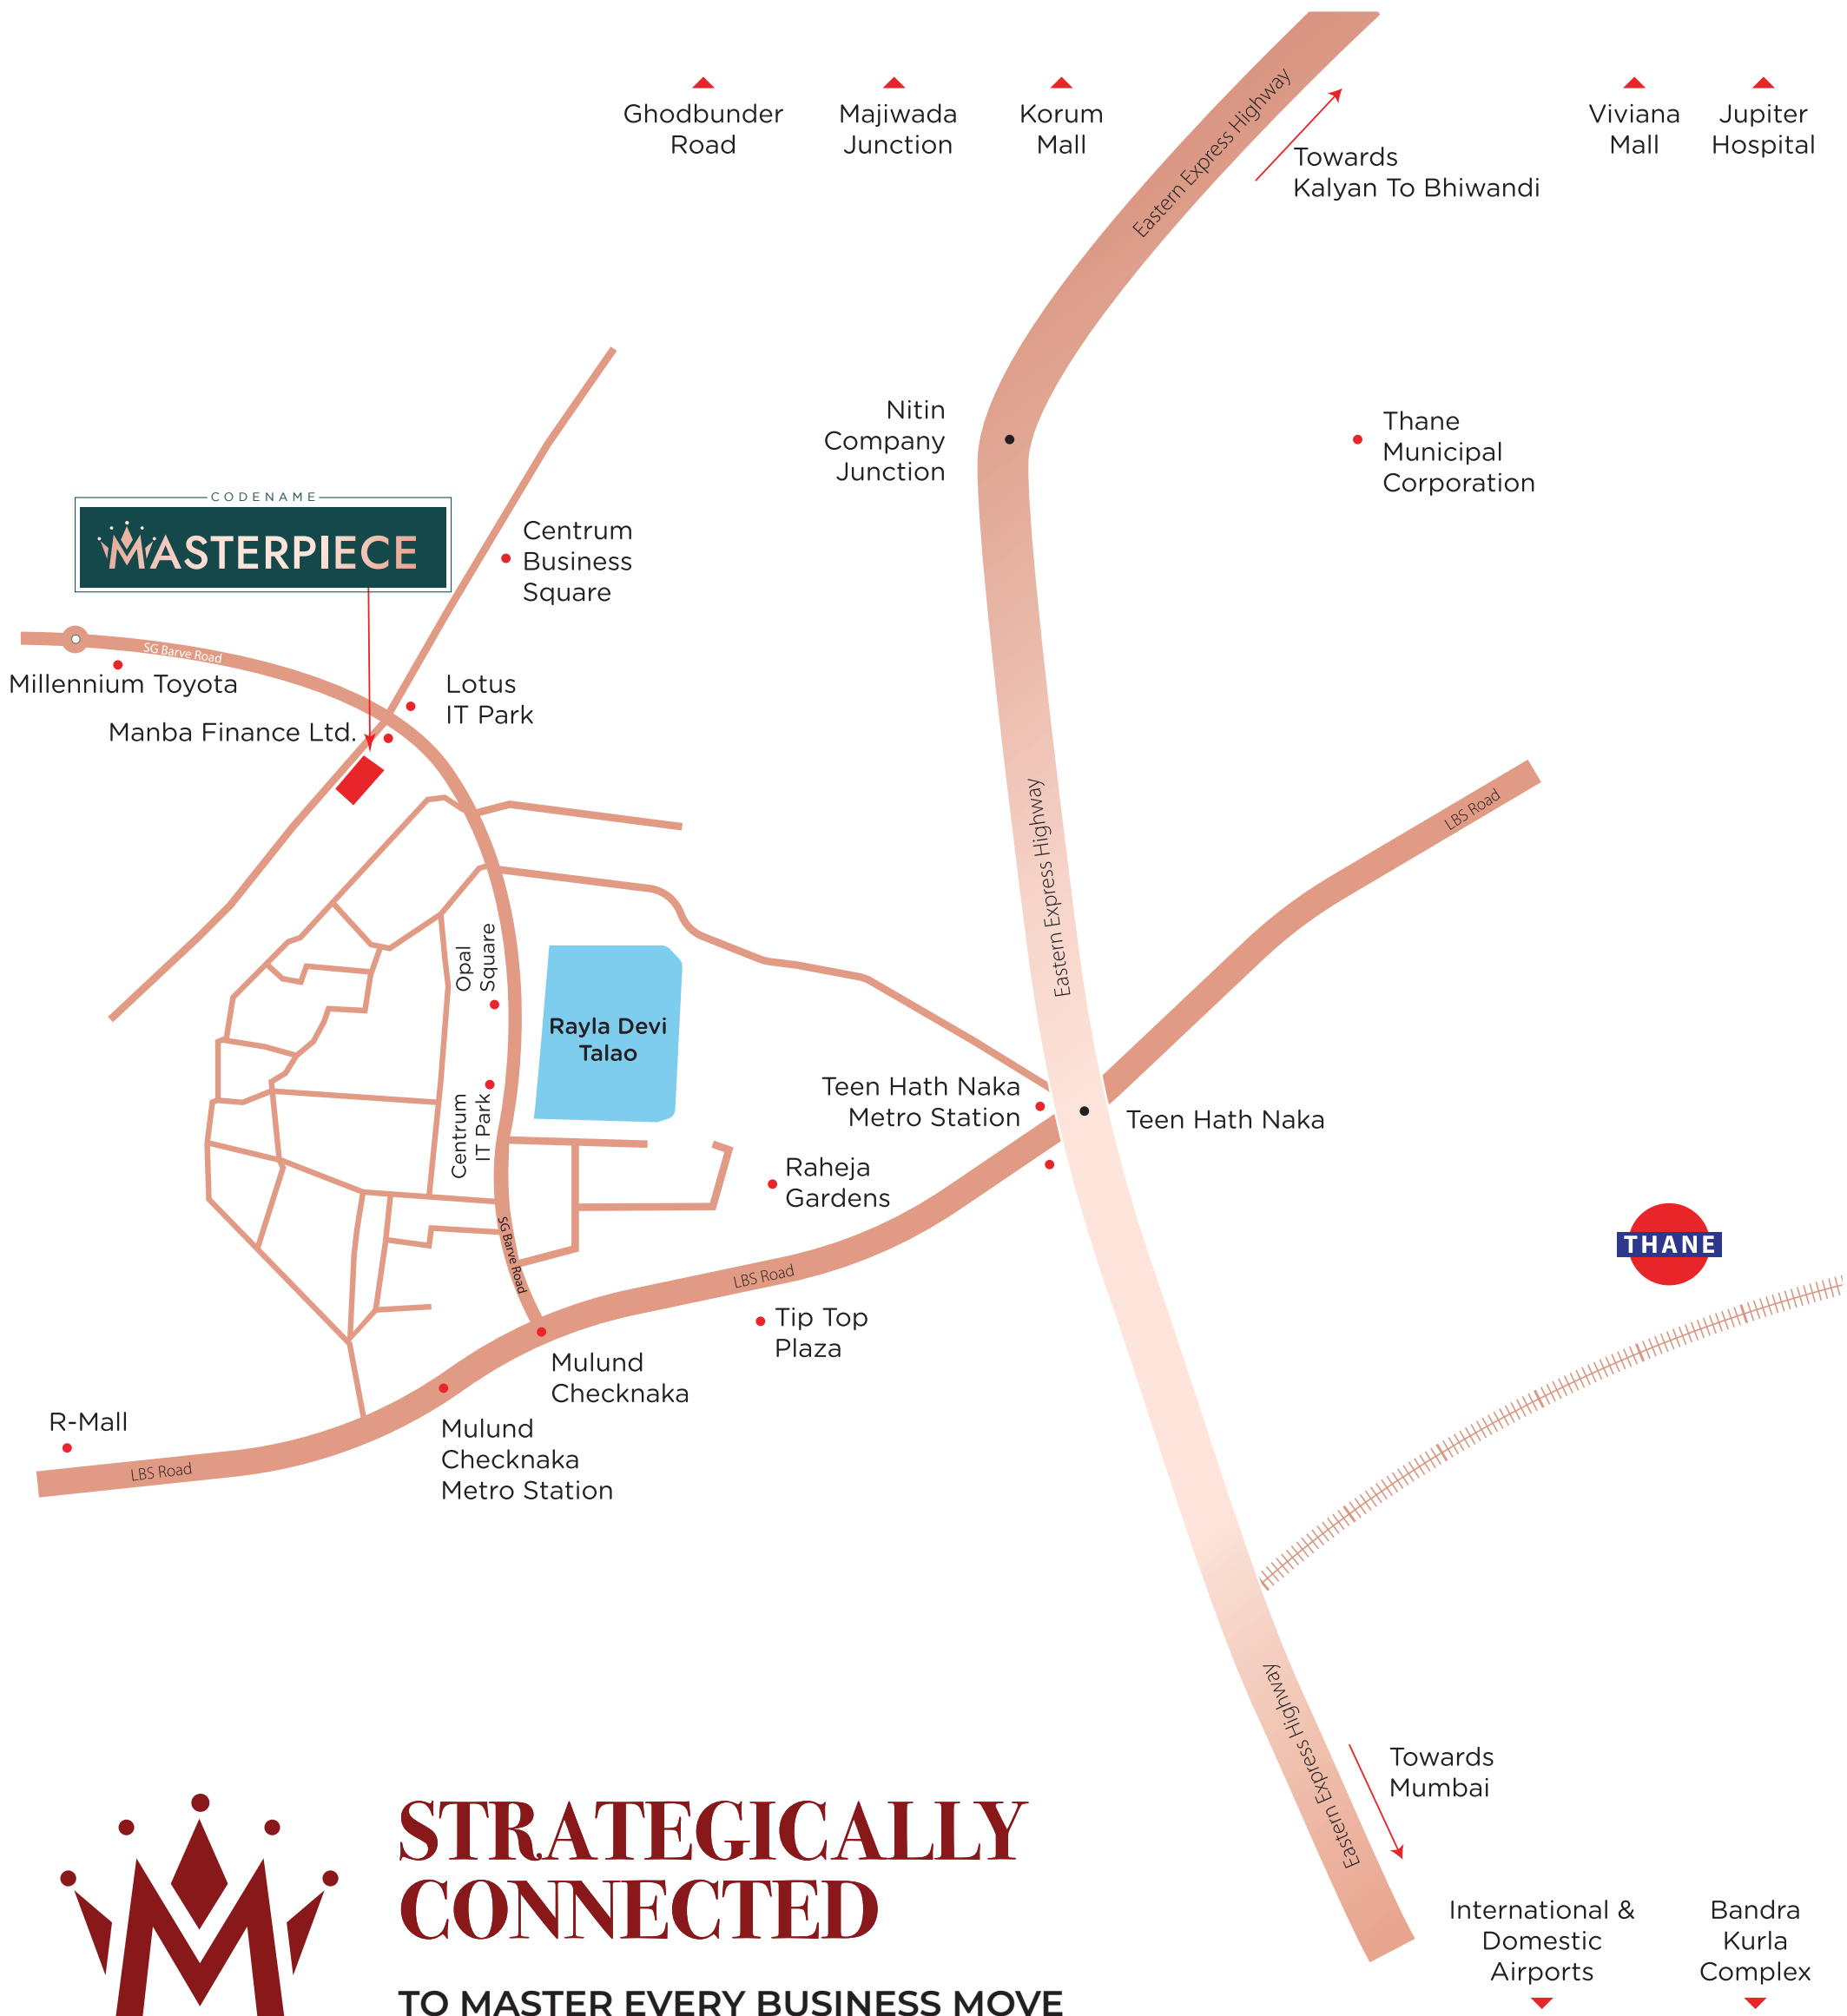 Ghodbunder
Road
Majiwada
Junction
Korum
Mall
Viviana
Mall
Jupiter
Hospital
Eastern Express Highway
Towards
Kalyan To Bhiwandi
Nitin
Company
Junction
Thane
Municipal
Corporation
CODENAME
MASTERPIECE
Centrum
Business
Square
SG Barve Road
Millennium Toyota
Lotus
IT Park
Manba Finance Ltd.
Eastern Express Highway
LBS Road
Opal
Square
Rayla Devi
Talao
Centrum
IT Park
Teen Hath Naka
Metro Station
Teen Hath Naka
Raheja
Gardens
THANE
SG Barve Road
LBS Road
Tip Top
Plaza
Mulund
Checknaka
R-Mall
Mulund
Checknaka
Metro Station
LBS Road
Eastern Express Highway
Towards
Mumbai
STRATEGICALLY
CONNECTED
TO MASTER EVERY BUSINESS MOVE
International &
Domestic
Airports
Bandra
Kurla
Complex